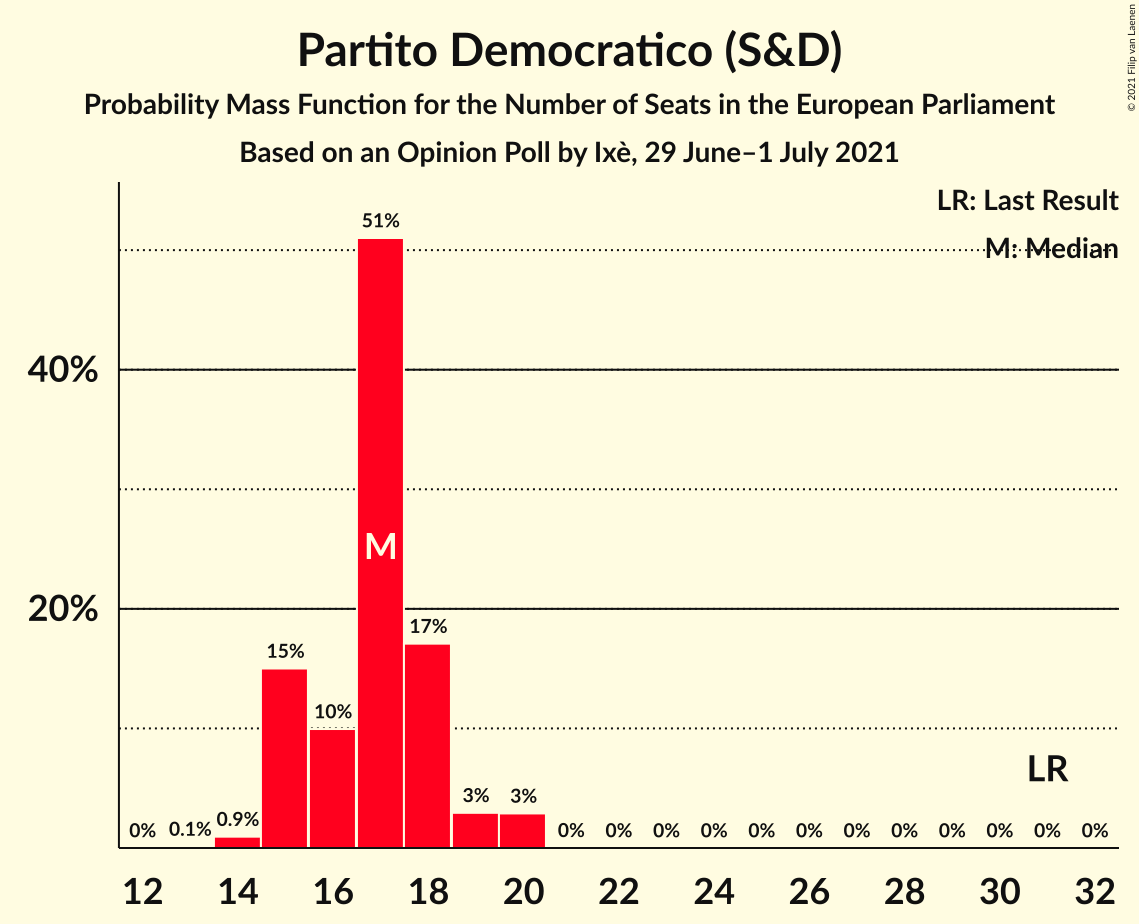 Partito Democratico (S&D)
Probability Mass Function for the Number of Seats in the European Parliament
Based on an Opinion Poll by Ixè, 29 June–1 July 2021
© 2021 Filip van Laenen
LR: Last Result
M: Median
40%
20%
0% 0.1% 0.9% 15% 10% 51% 17% 3% 3% 0% 0% 0% 0% 0% 0% 0% 0% 0% 0% 0% 0%
M
LR
12 14 16 18 20 22 24 26 28 30 32